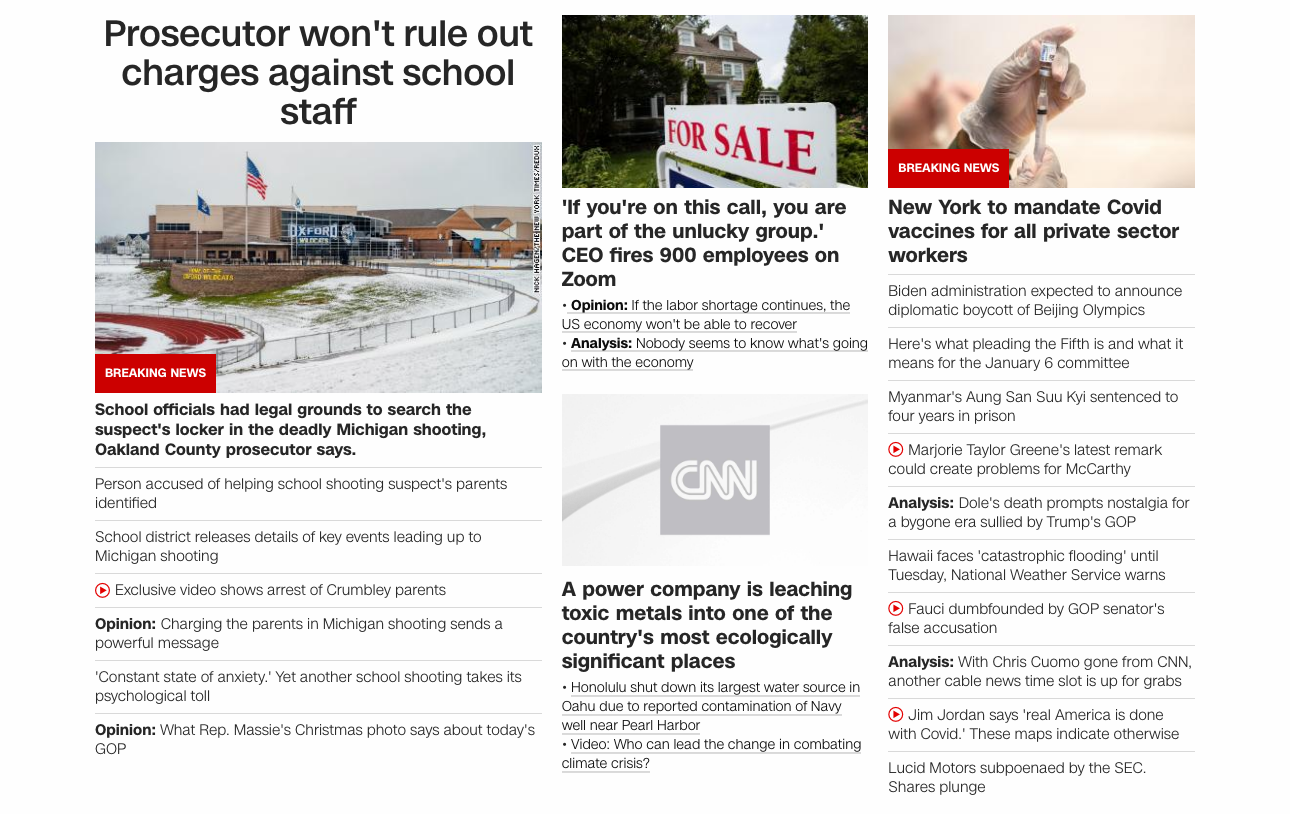 Prosecutor won't rule out
charges against school
staff
OXFORD
WILDCATS
HOME OF THE
OXFORD WILDCATS
NICK HAGEN/THE NEW YORK TIMES/REDUX
BREAKING NEWS
School officials had legal grounds to search the
suspect's locker in the deadly Michigan shooting,
Oakland County prosecutor says.
Person accused of helping school shooting suspect's parents
identified
School district releases details of key events leading up to
Michigan shooting
Exclusive video shows arrest of Crumbley parents
Opinion: Charging the parents in Michigan shooting sends a
powerful message
'Constant state of anxiety.' Yet another school shooting takes its
psychological toll
Opinion: What Rep. Massie's Christmas photo says about today's
GOP
FOR SALE
'If you're on this call, you are
part of the unlucky group.'
CEO fires 900 employees on
Zoom
• Opinion: If the labor shortage continues, the
US economy won't be able to recover
• Analysis: Nobody seems to know what's going
on with the economy
CNN
A power company is leaching
toxic metals into one of the
country's most ecologically
significant places
• Honolulu shut down its largest water source in
Oahu due to reported contamination of Navy
well near Pearl Harbor
• Video: Who can lead the change in combating
climate crisis?
BREAKING NEWS
New York to mandate Covid
vaccines for all private sector
workers
Biden administration expected to announce
diplomatic boycott of Beijing Olympics
Here's what pleading the Fifth is and what it
means for the January 6 committee
Myanmar's Aung San Suu Kyi sentenced to
four years in prison
Marjorie Taylor Greene's latest remark
could create problems for McCarthy
Analysis: Dole's death prompts nostalgia for
a bygone era sullied by Trump's GOP
Hawaii faces 'catastrophic flooding' until
Tuesday, National Weather Service warns
Fauci dumbfounded by GOP senator's
false accusation
Analysis: With Chris Cuomo gone from CNN,
another cable news time slot is up for grabs
Jim Jordan says 'real America is done
with Covid.' These maps indicate otherwise
Lucid Motors subpoenaed by the SEC.
Shares plunge